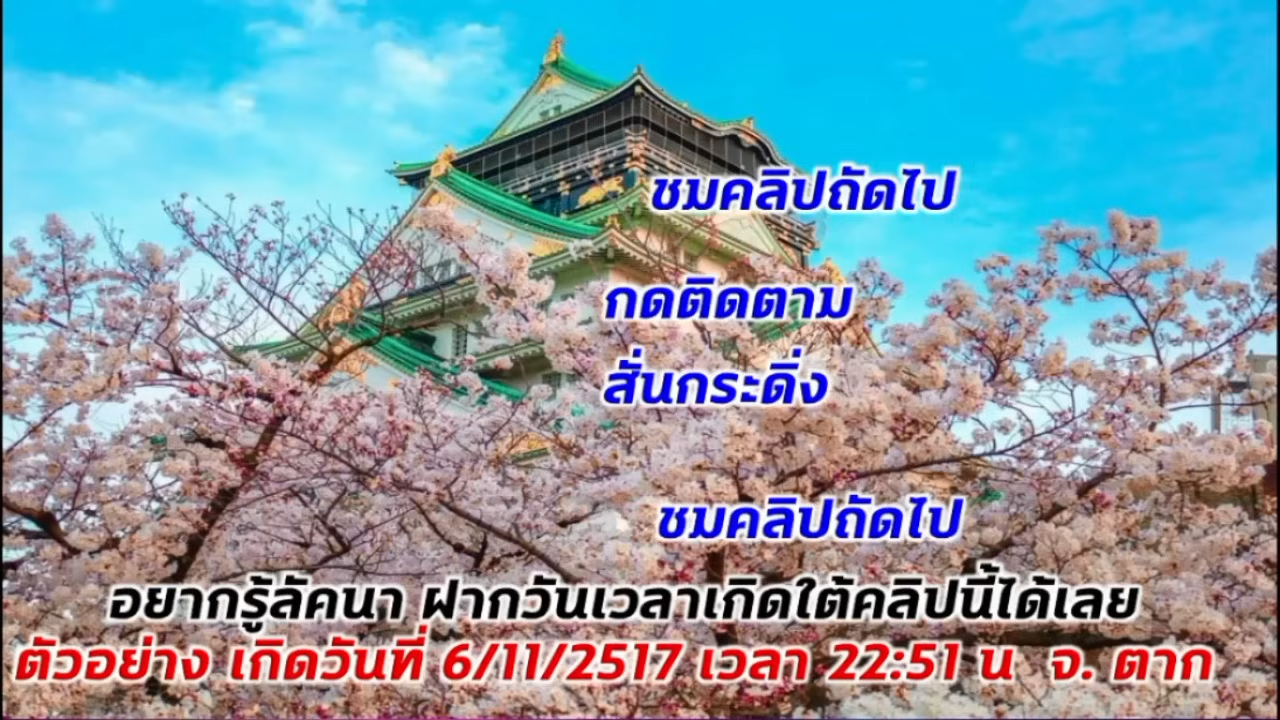 ชมคลิปถัดไป
กดติดตาม
สั่นกระดิ่ง
ชมคลิปถัดไป
อยากรู้ลัคนา ฝากวันเวลาเกิดใต้คลิปนี้ได้เลย
ตัวอย่าง เกิดวันที่ 6/11/2517 เวลา 22:51 น จ. ตาก